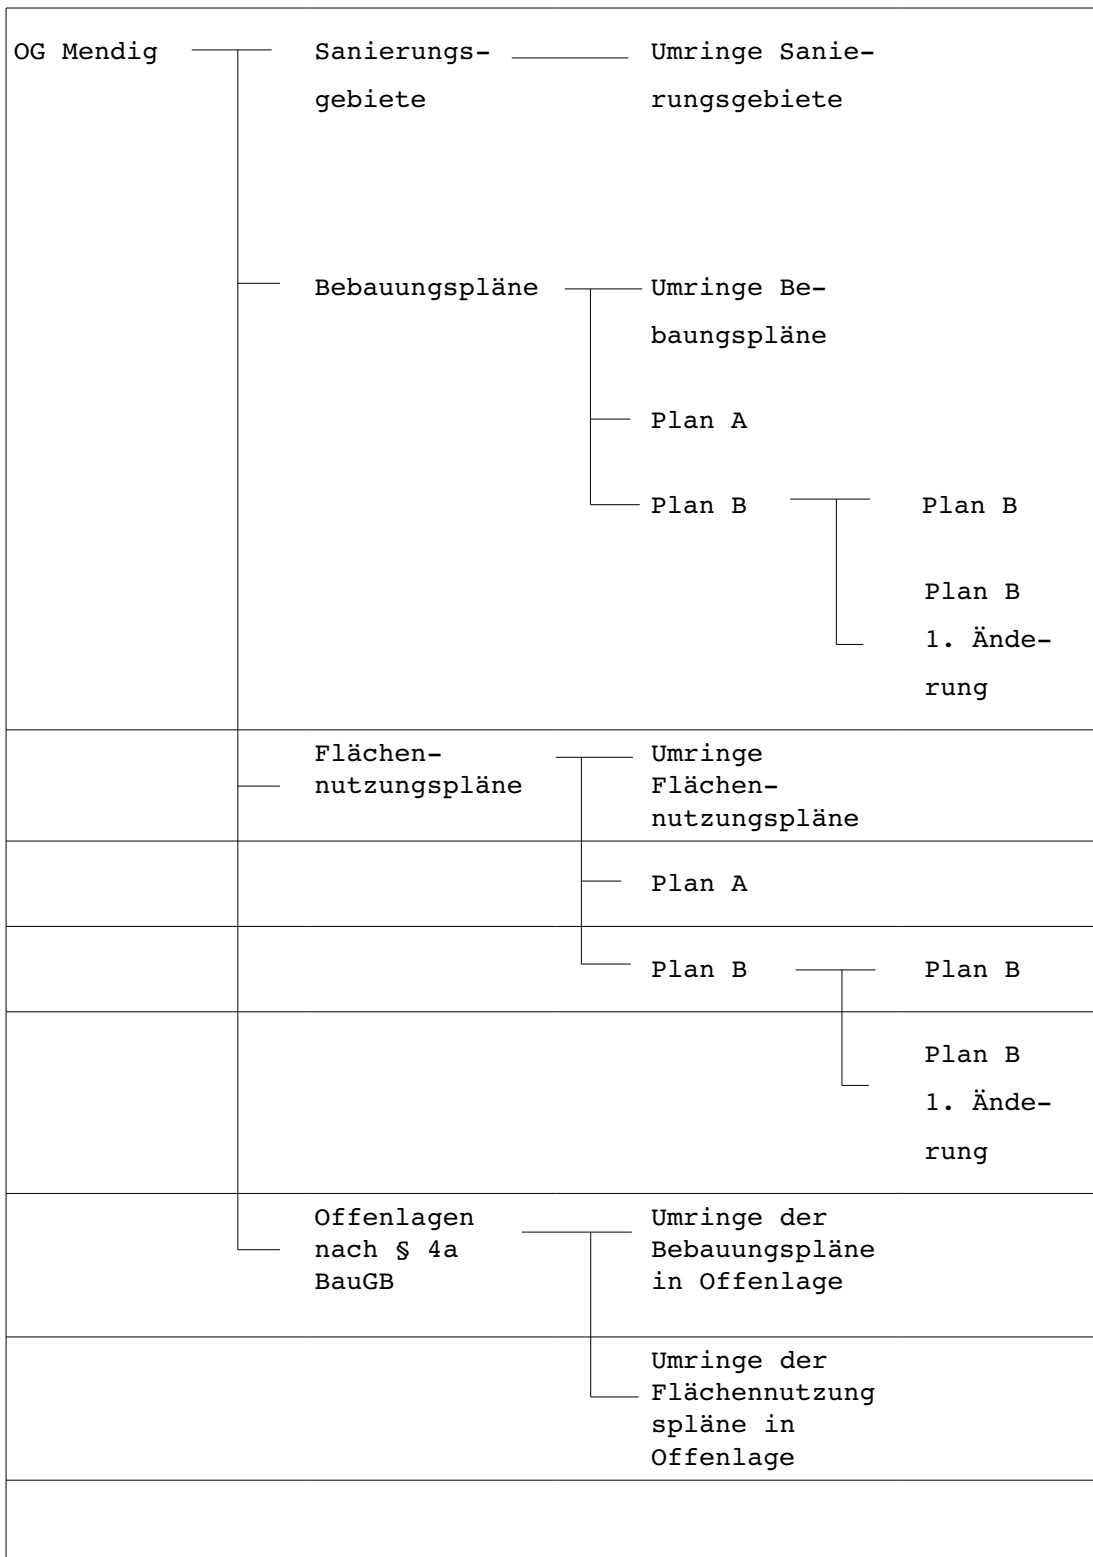 OG Mendig
Sanierungs-
gebiete
Umringe Sanie-
rungsgebiete
Bebauungspläne
Umringe Be-
baungspläne
Plan A
Plan B
Plan B
Plan B
1. Ände-
rung
Flächen-
nutzungspläne
Umringe
Flächen-
nutzungspläne
Plan A
Plan B
Plan B
Plan B
1. Ände-
rung
Offenlagen
nach § 4a
BauGB
Umringe der
Bebauungspläne
in Offenlage
Umringe der
Flächennutzung
spläne in
Offenlage